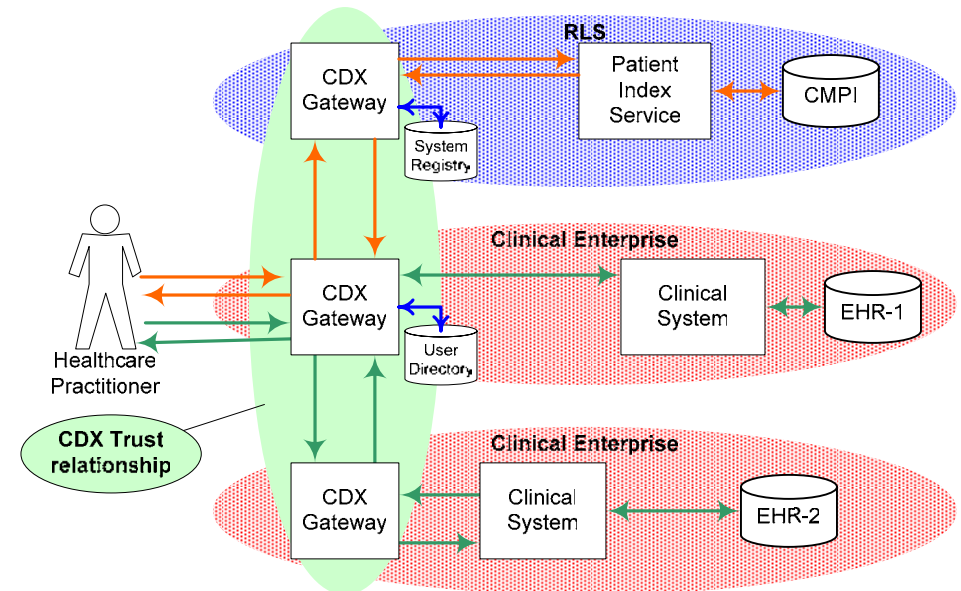 RLS
CDX
Gateway
Patient
Index
Service
CMPI
System
Registry
Clinical Enterprise
CDX
Gateway
Clinical
System
EHR-1
User
Directory
Healthcare
Practitioner
CDX Trust
relationship
Clinical Enterprise
CDX
Gateway
Clinical
System
EHR-2